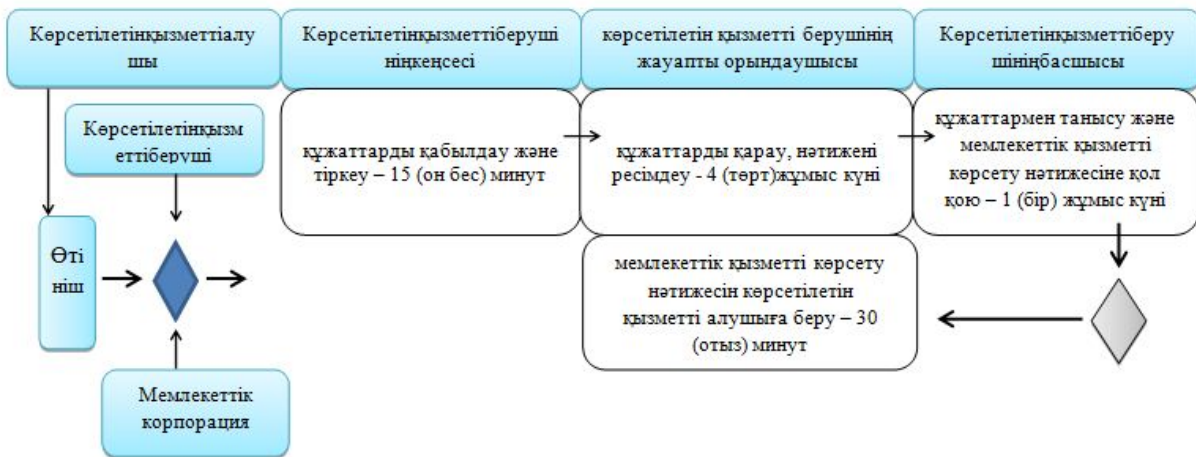 Көрсетілетінқызметтіалу
шы
Көрсетілетінқызметтіберуші
ніңкеңсесі
көрсетілетін қызметті берушінің
жауапты орындаушысы
Көрсетілетінқызметтіберу
шініңбасшысы
Көрсетілетінқызм
еттіберуші
құжаттарды қабылдау және
тіркеу – 15 (он бес) минут
құжаттарды қарау, нәтижені
ресімдеу - 4 (төрт)жұмыс күні
құжаттармен танысу және
мемлекеттік қызметті
көрсету нәтижесіне қол
қою – 1 (бір) жұмыс күні
Өті
ніш
мемлекеттік қызметті көрсету
нәтижесін көрсетілетін
қызметті алушыға беру – 30
(отыз) минут
Мемлекеттік
корпорация